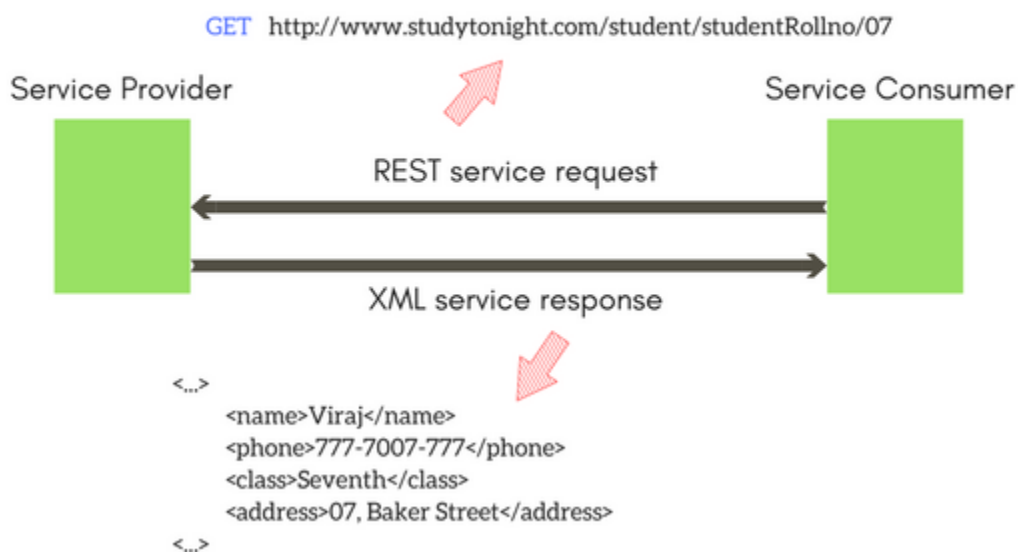 GET http://www.studytonight.com/student/studentRollno/07
Service Provider
Service Consumer
REST service request
XML service response
<...>
<name>Viraj</name>
<phone>777-7007-777</phone>
<class>Seventh</class>
<address>07, Baker Street</address>
<...>